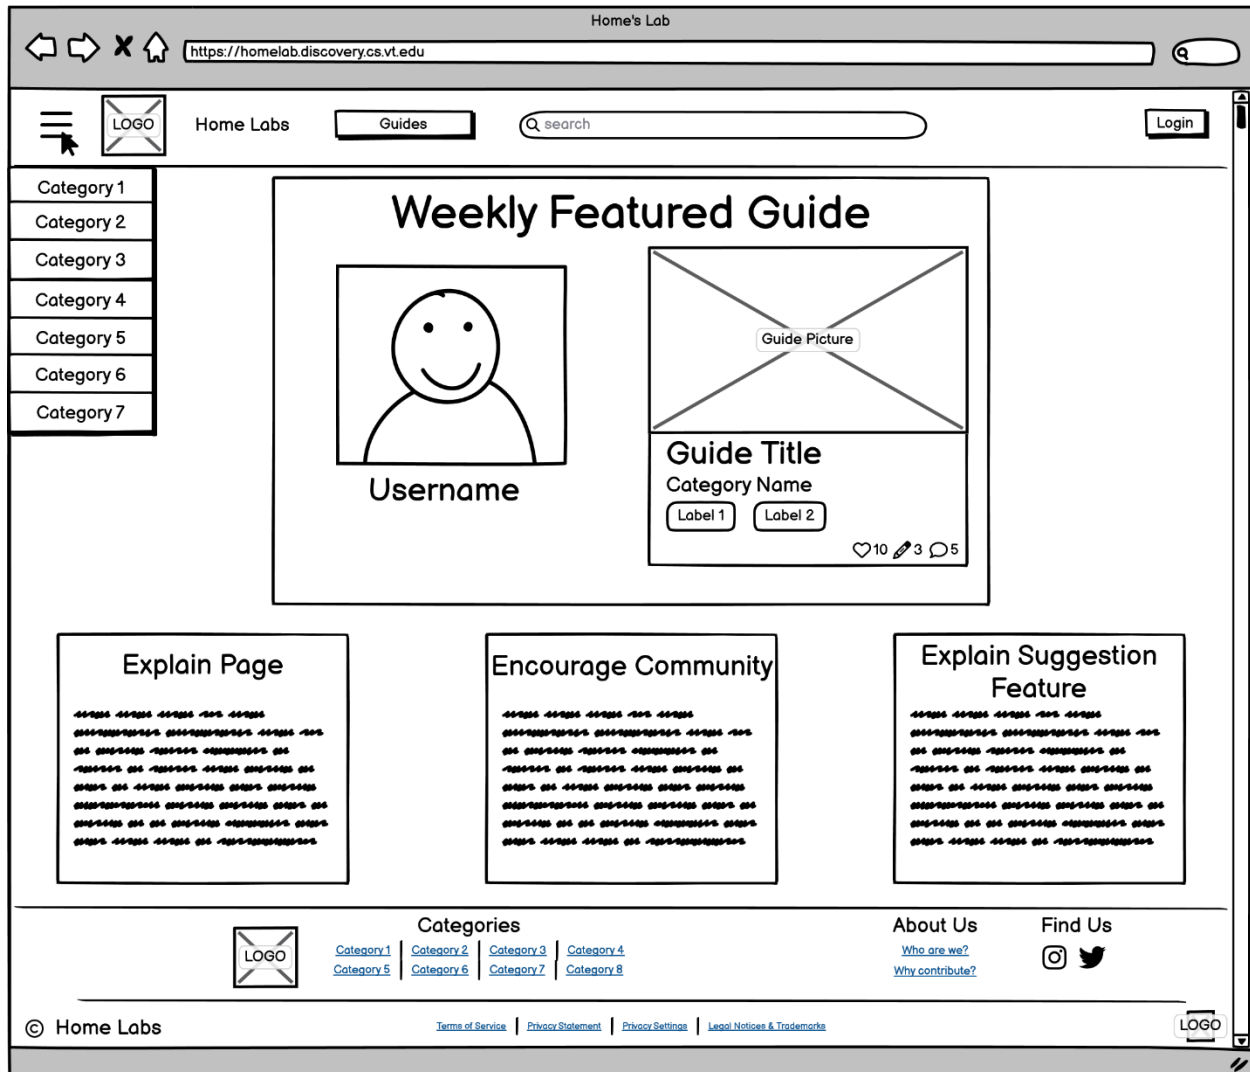 Home's Lab
https://homelab.discovery.cs.vt.edu
LOGO Home Labs Guides search Login
Category 1
Category 2
Category 3
Category 4
Category 5
Category 6
Category 7
Weekly Featured Guide
Username
Guide Picture
Guide Title
Category Name
Label 1 Label 2
10 3 5
Explain Page
Encourage Community
Explain Suggestion
Feature
LOGO
Categories
Category 1 Category 2 Category 3 Category 4
Category 5 Category 6 Category 7 Category 8
About Us
Who are we?
Why contribute?
Find Us
© Home Labs
Terms of Service Privacy Statement Privacy Settings Legal Notices & Trademarks
LOGO